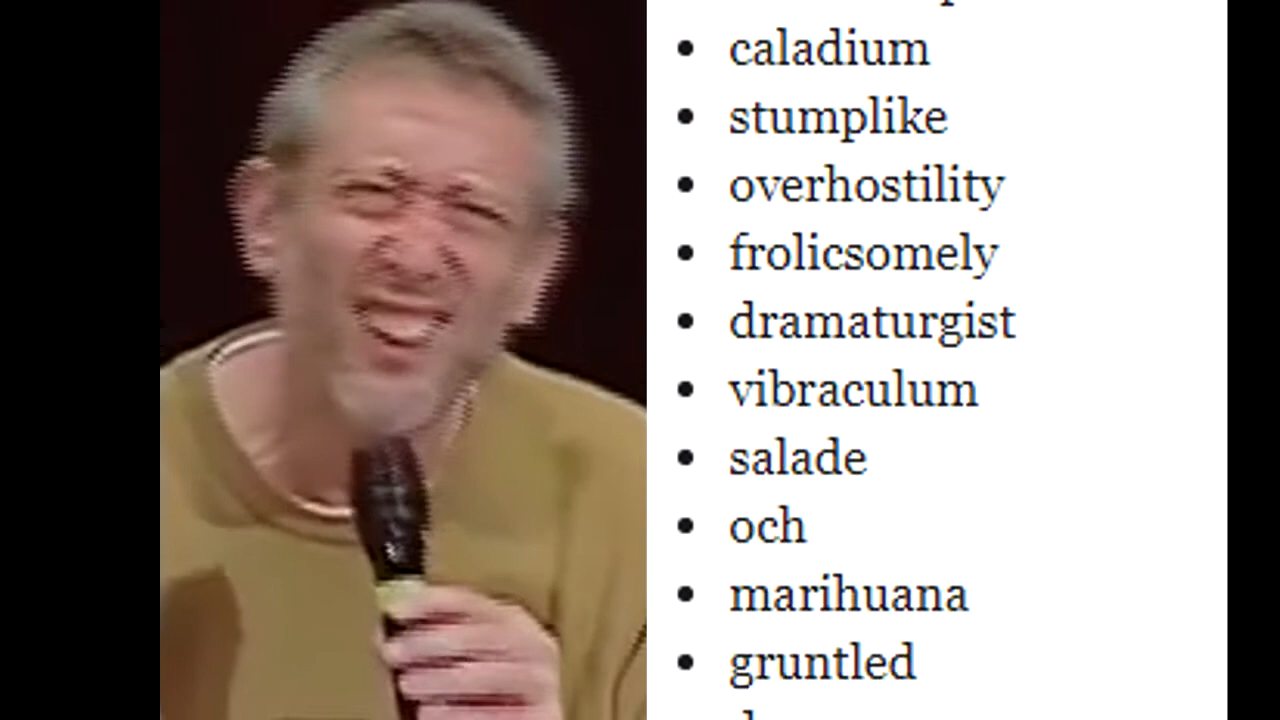 • caladium
• stumplike
• overhostility
• frolicsomely
• dramaturgist
• vibraculum
• salade
• och
• marihuana
• gruntled